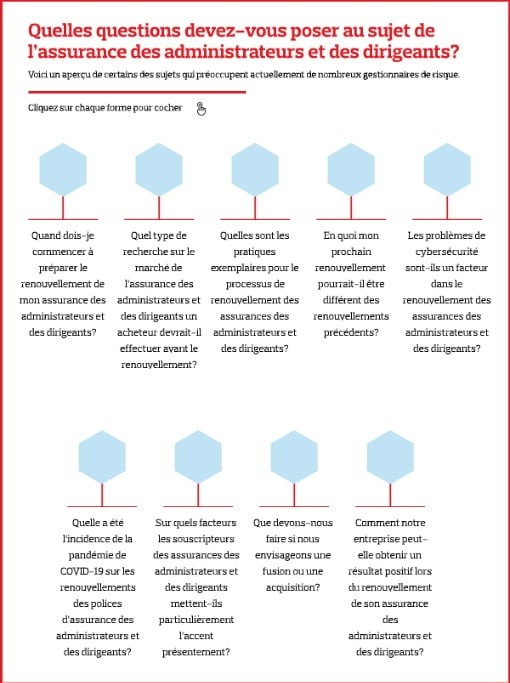 Quelles questions devez-vous poser au sujet de
l'assurance des administrateurs et des dirigeants?
Voici un aperçu de certains des sujets qui préoccupent actuellement de nombreux gestionnaires de risque.
Cliquez sur chaque forme pour cocher
Quand dois-je
commencer à
préparer le
renouvellement de
mon assurance des
administrateurs et
des dirigeants?
Quel type de
recherche sur le
marché de
l'assurance des
administrateurs et
des dirigeants un
acheteur devrait-il
effectuer avant le
renouvellement?
Quelles sont les
pratiques
exemplaires pour le
processus de
renouvellement des
assurances des
administrateurs et
des dirigeants?
En quoi mon
prochain
renouvellement
pourrait-il être
différent des
renouvellements
précédents?
Les problèmes de
cybersécurité
sont-ils un facteur
dans le
renouvellement des
assurances des
administrateurs et
des dirigeants?
Quelle a été
l'incidence de la
pandémie de
COVID-19 sur les
renouvellements
des polices
d'assurance des
administrateurs et
des dirigeants?
Sur quels facteurs
les souscripteurs
des assurances des
administrateurs et
des dirigeants
mettent-ils
particulièrement
l'accent
présentement?
Que devons-nous
faire si nous
envisageons une
fusion ou une
acquisition?
Comment notre
entreprise peut-
elle obtenir un
résultat positif lors
du renouvellement
de son assurance
des
administrateurs et
des dirigeants?